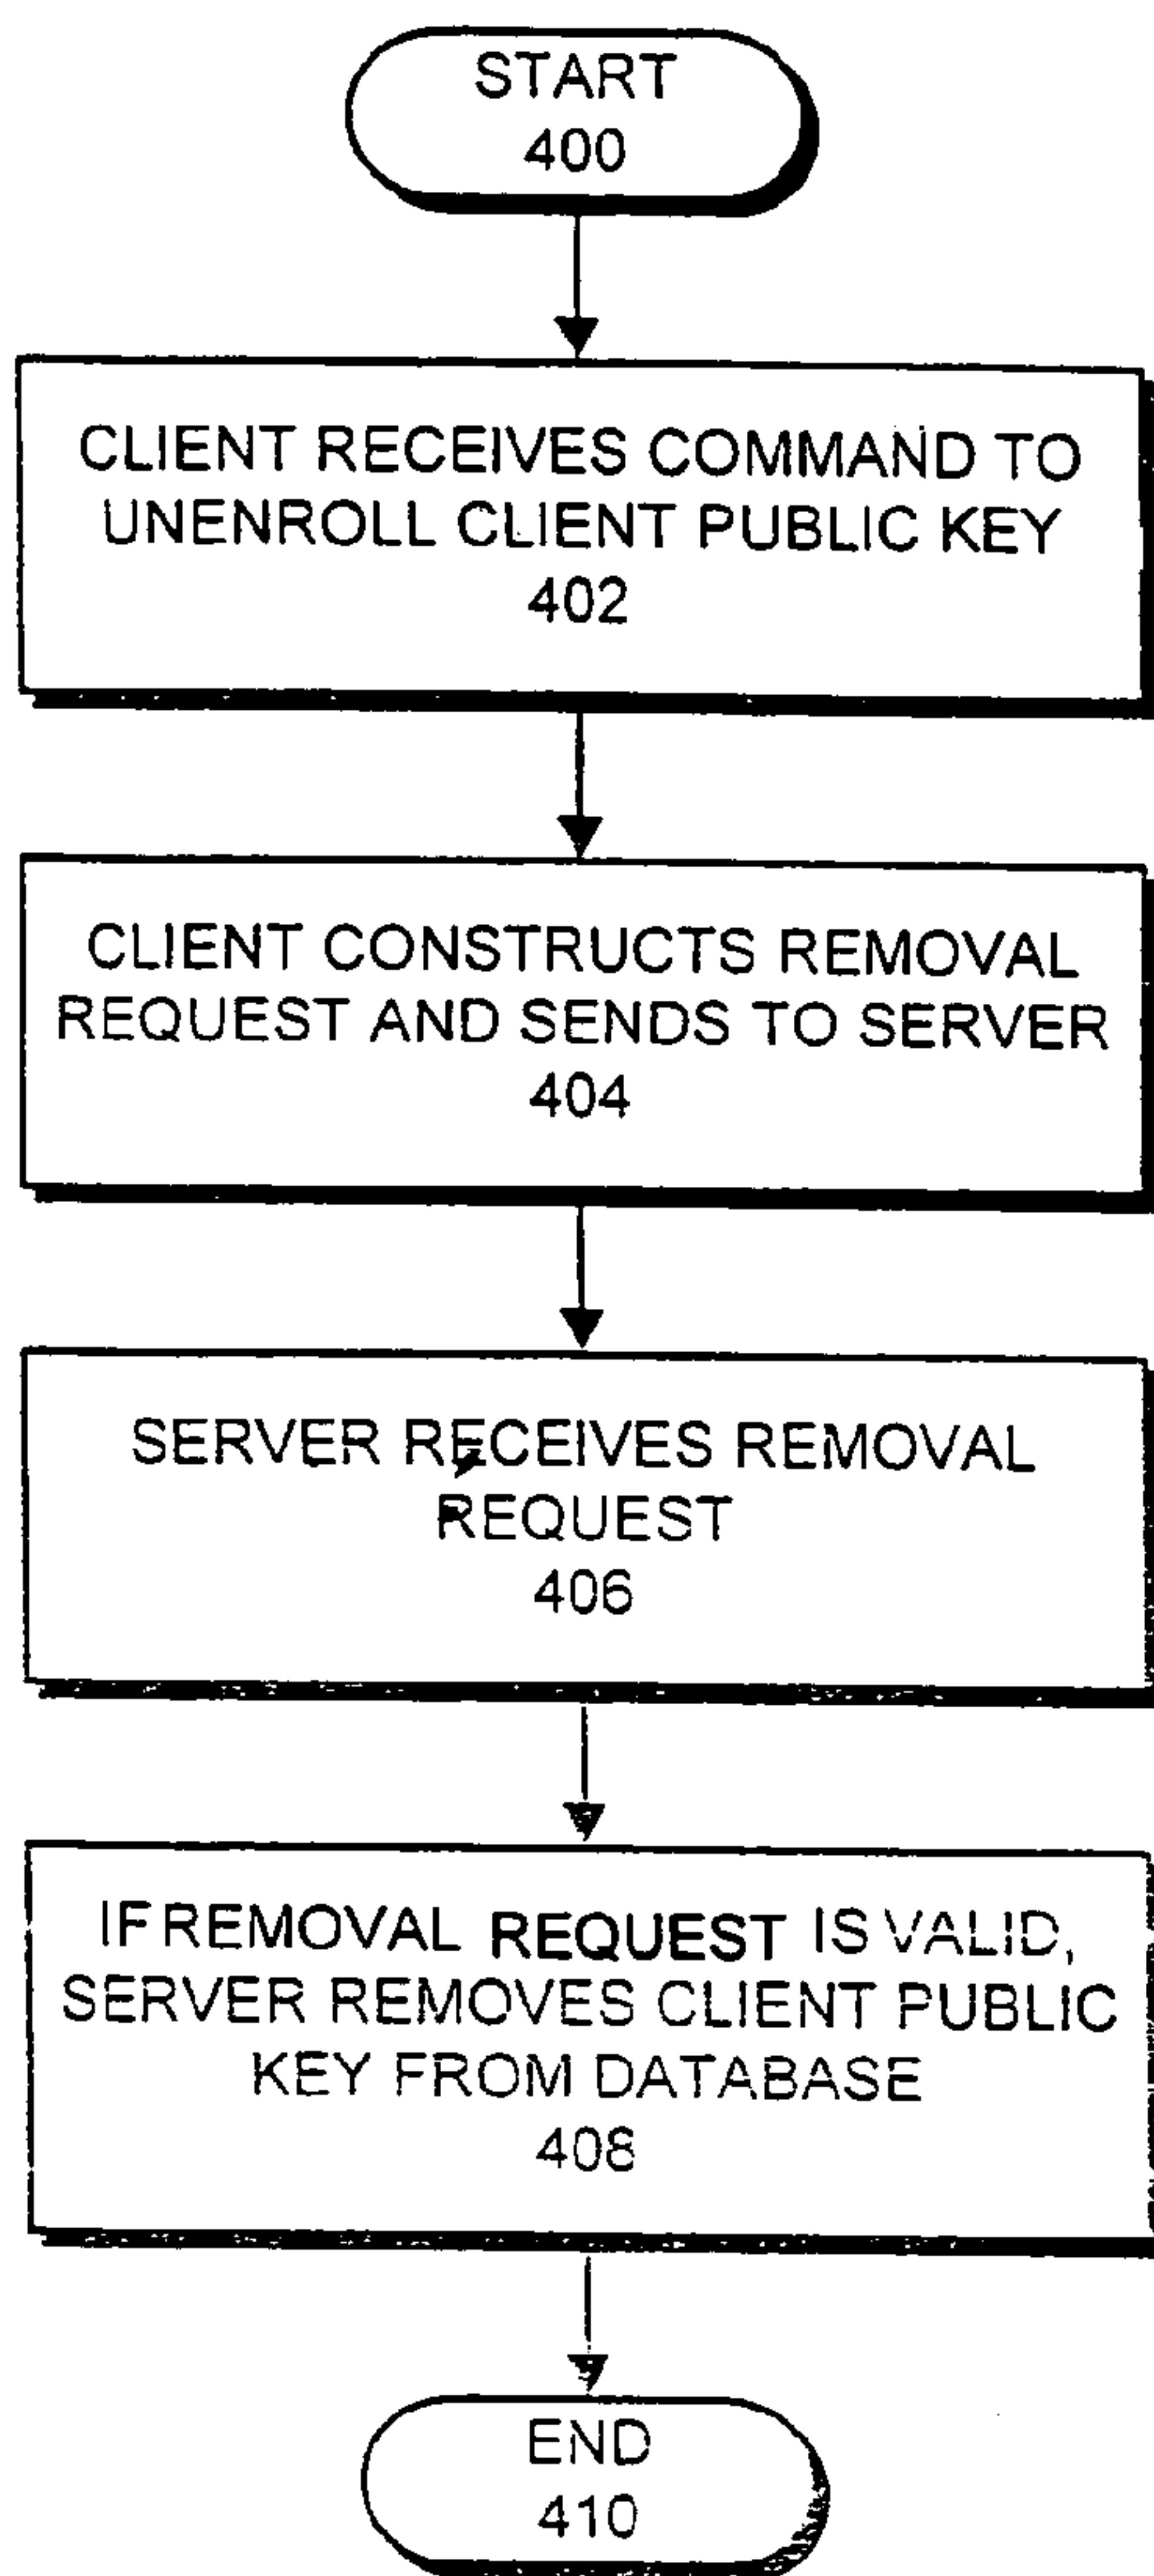 START
400
CLIENT RECEIVES COMMAND TO
UNENROLL CLIENT PUBLIC KEY
402
CLIENT CONSTRUCTS REMOVAL
REQUEST AND SENDS TO SERVER
404
SERVER RECEIVES REMOVAL
REQUEST
406
IF REMOVAL REQUEST IS VALID,
SERVER REMOVES CLIENT PUBLIC
KEY FROM DATABASE
408
END
410